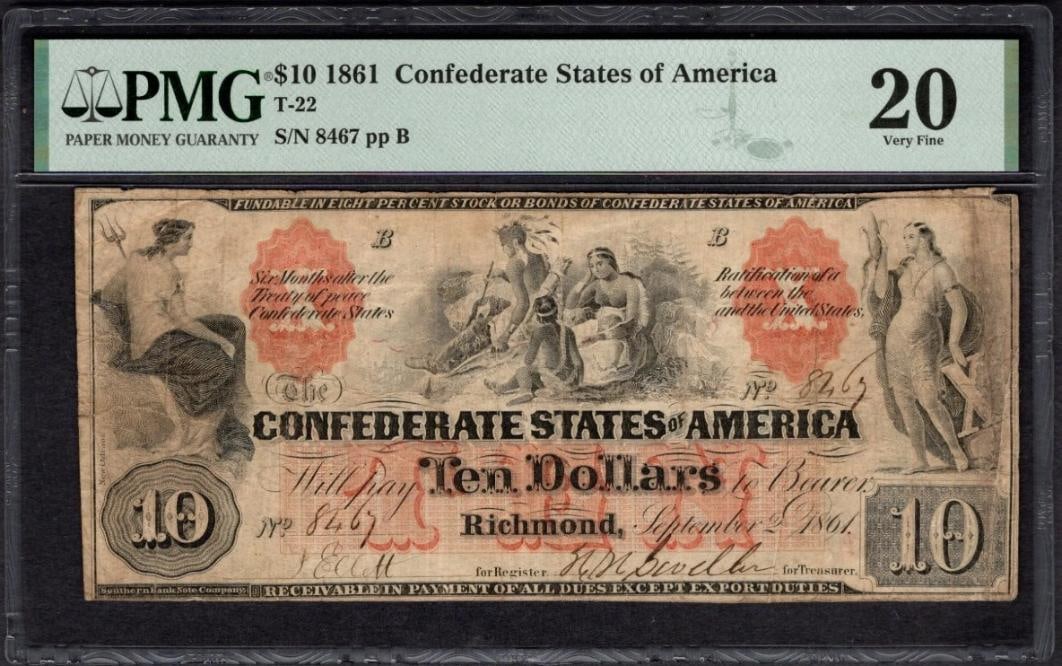 PMG® $10 1861 Confederate States of America
T-22
PAPER MONEY GUARANTY S/N 8467 pp B
20
Very Fine
FUNDABLE IN EIGHT PER CENT STOCK OR BONDS OF CONFEDERATE STATES OF AMERICA
B B
Six Months after the Ratification of a
Treaty of peace between the
Confederate States and the United States,
The Nº 8467
CONFEDERATE STATES OF AMERICA
Will pay Ten Dollars to Bearer,
TEN
10 Nº 8467 Richmond, September 2, 1861. 10
for Register for Treasurer.
Southern Bank Note Company RECEIVABLE IN PAYMENT OF ALL DUES EXCEPT EXPORT DUTIES